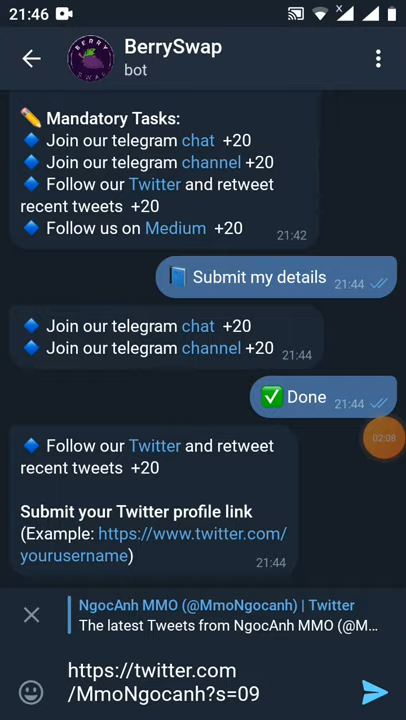 21:46
BERRY
SWAP
BerrySwap
bot
Mandatory Tasks:
Join our telegram chat +20
Join our telegram channel +20
Follow our Twitter and retweet
recent tweets +20
Follow us on Medium +20
21:42
Submit my details
21:44
Join our telegram chat +20
Join our telegram channel +20
21:44
Done
21:44
02:08
Follow our Twitter and retweet
recent tweets +20
Submit your Twitter profile link
(Example: https://www.twitter.com/
yourusername)
21:44
NgocAnh MMO (@MmoNgocanh) | Twitter
The latest Tweets from NgocAnh MMO (@M...
https://twitter.com
/MmoNgocanh?s=09